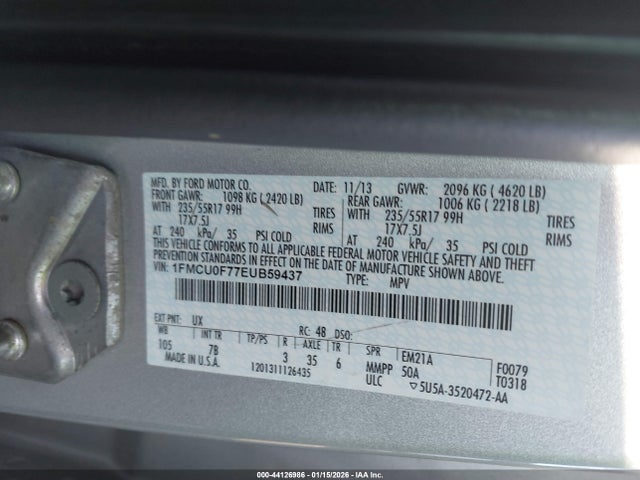 MFD. BY FORD MOTOR CO. DATE: 11/13 GVWR: 2096 KG ( 4620 LB)
FRONT GAWR: 1098 KG ( 2420 LB) REAR GAWR: 1006 KG ( 2218 LB)
WITH 235/55R17 99H TIRES WITH 235/55R17 99H TIRES
17X7.5J RIMS 17X7.5J RIMS
AT 240 kPa/ 35 PSI COLD AT 240 kPa/ 35 PSI COLD
THIS VEHICLE CONFORMS TO ALL APPLICABLE FEDERAL MOTOR VEHICLE SAFETY AND THEFT
PREVENTION STANDARDS IN EFFECT ON THE DATE OF MANUFACTURE SHOWN ABOVE.
VIN: 1FMCU0F77EUB59437 TYPE: MPV
EXT PNT: UX RC: 48 DSO:
WB INT TR TP/PS R AXLE TR SPR EM21A F0079
105 7B 3 35 6 MMPP 50A T0318
MADE IN U.S.A. 1201311126435 ULC ▽5U5A-3520472-AA
000-44126986 - 01/15/2026 - IAA Inc.